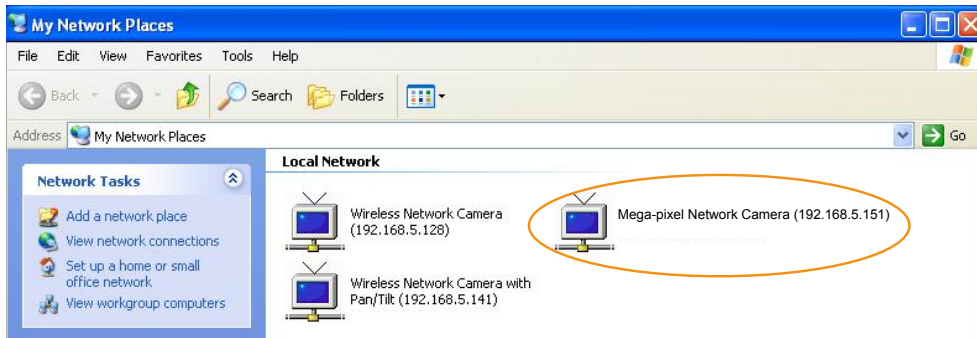 My Network Places
File Edit View Favorites Tools Help
Back Search Folders
Address My Network Places Go
Network Tasks
Add a network place
View network connections
Set up a home or small
office network
View workgroup computers
Local Network
Wireless Network Camera
(192.168.5.128)
Mega-pixel Network Camera (192.168.5.151)
Wireless Network Camera with
Pan/Tilt (192.168.5.141)